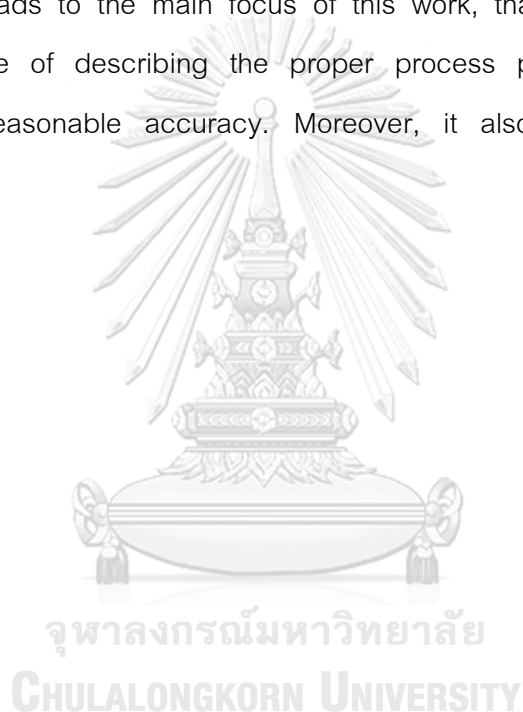 ads to the main focus of this work, tha
e of describing the proper process p
easonable accuracy. Moreover, it also
จุฬาลงกรณ์มหาวิทยาลัย
CHULALONGKORN UNIVERSITY